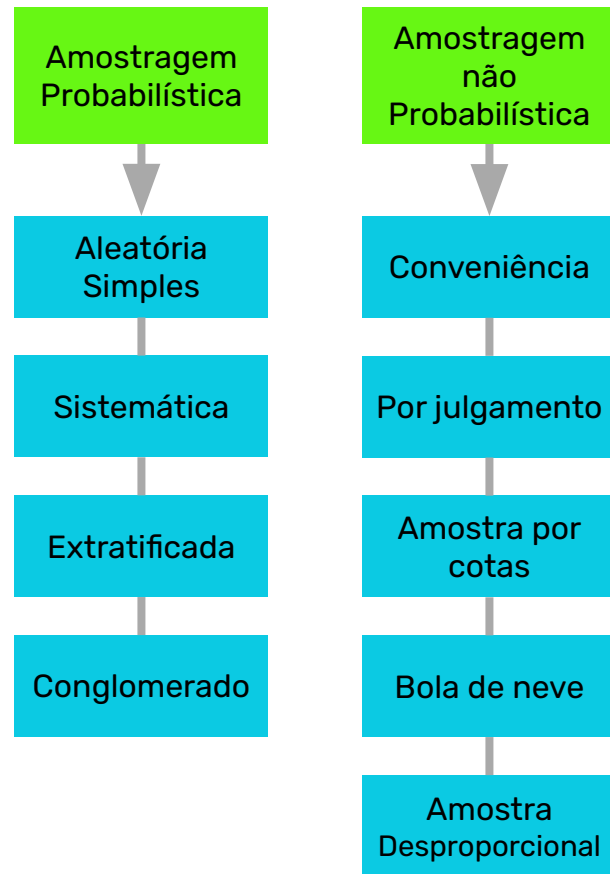 Amostragem
Probabilística
Aleatória
Simples
Sistemática
Extratificada
Conglomerado
Amostragem
não
Probabilística
Conveniência
Por julgamento
Amostra por
cotas
Bola de neve
Amostra
Desproporcional